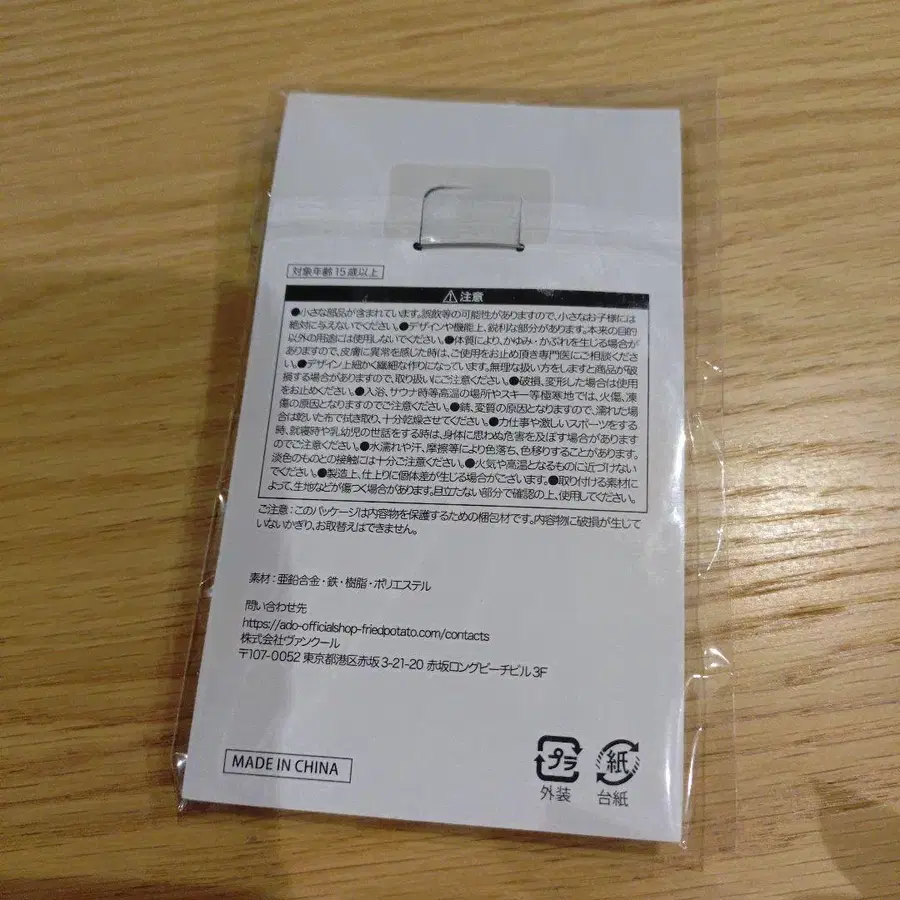 対象年齢15歳以上
⚠注意
●小さな部品が含まれています。誤飲等の可能性がありますので、小さなお子様には
絶対に与えないでください。●デザインや機能上、鋭利な部分があります。本来の目的
以外の用途には使用しないでください。●体質により、かゆみ・かぶれを生じる場合が
ありますので、皮膚に異常を感じた時は、ご使用をお止め頂き専門医にご相談くださ
い。●デザイン上細かく繊細な作りになっています。無理な扱い方をしますと商品が破
損する場合がありますので、取り扱いにご注意ください。●破損、変形した場合は使用
をお止めください。●入浴、サウナ時等高温の場所やスキー等極寒地では、火傷、凍
傷の原因となりますのでご注意ください。●錆、変質の原因となりますので、濡れた場
合は乾いた布で拭き取り、十分乾燥させてください。●力仕事や激しいスポーツをする
時、就寝時や乳幼児の世話をする時は、身体に思わぬ危害を及ぼす場合があります
のでご注意ください。●水濡れや汗、摩擦等により色落ち、色移りすることがあります。
淡色のものとの接触には十分ご注意ください。●火気や高温となるものに近づけない
でください。●製造上、仕上りに個体差が生じる場合がございます。●取り付ける素材に
よって、生地などが傷つく場合があります。目立たない部分で確認の上、使用してください。
ご注意：このパッケージは内容物を保護するための梱包材です。内容物に破損が生じて
いないかぎり、お取替えはできません。
素材：亜鉛合金・鉄・樹脂・ポリエステル
問い合わせ先
https://ado-officialshop-friedpotato.com/contacts
株式会社ヴァンクール
〒107-0052 東京都港区赤坂3-21-20 赤坂ロングビーチビル3F
MADE IN CHINA
プラ 紙
外装 台紙